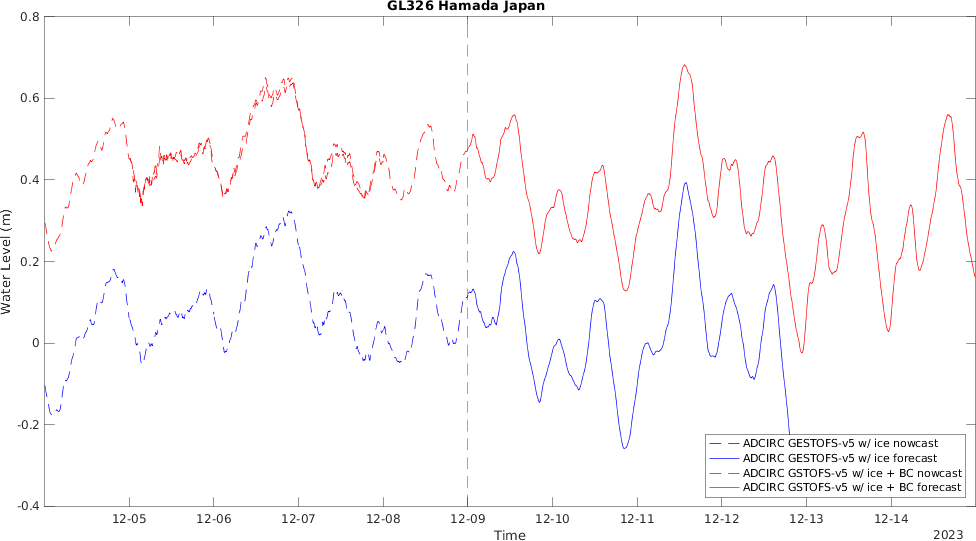 GL326 Hamada Japan
0.8
0.6
0.4
0.2
0
-0.2
-0.4
Water Level (m)
ADCIRC GESTOFS-v5 w/ ice nowcast
ADCIRC GESTOFS-v5 w/ ice forecast
ADCIRC GSTOFS-v5 w/ ice + BC nowcast
ADCIRC GSTOFS-v5 w/ ice + BC forecast
12-05 12-06 12-07 12-08 12-09 12-10 12-11 12-12 12-13 12-14
Time
2023